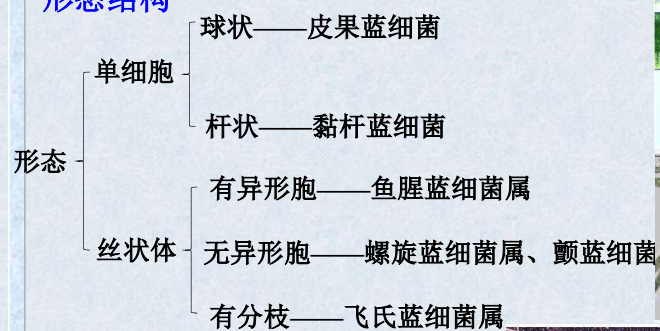 形态结构
球状——皮果蓝细菌
单细胞
杆状——黏杆蓝细菌
形态
有异形胞——鱼腥蓝细菌属
丝状体
无异形胞——螺旋蓝细菌属、颤蓝细菌
有分枝——飞氏蓝细菌属